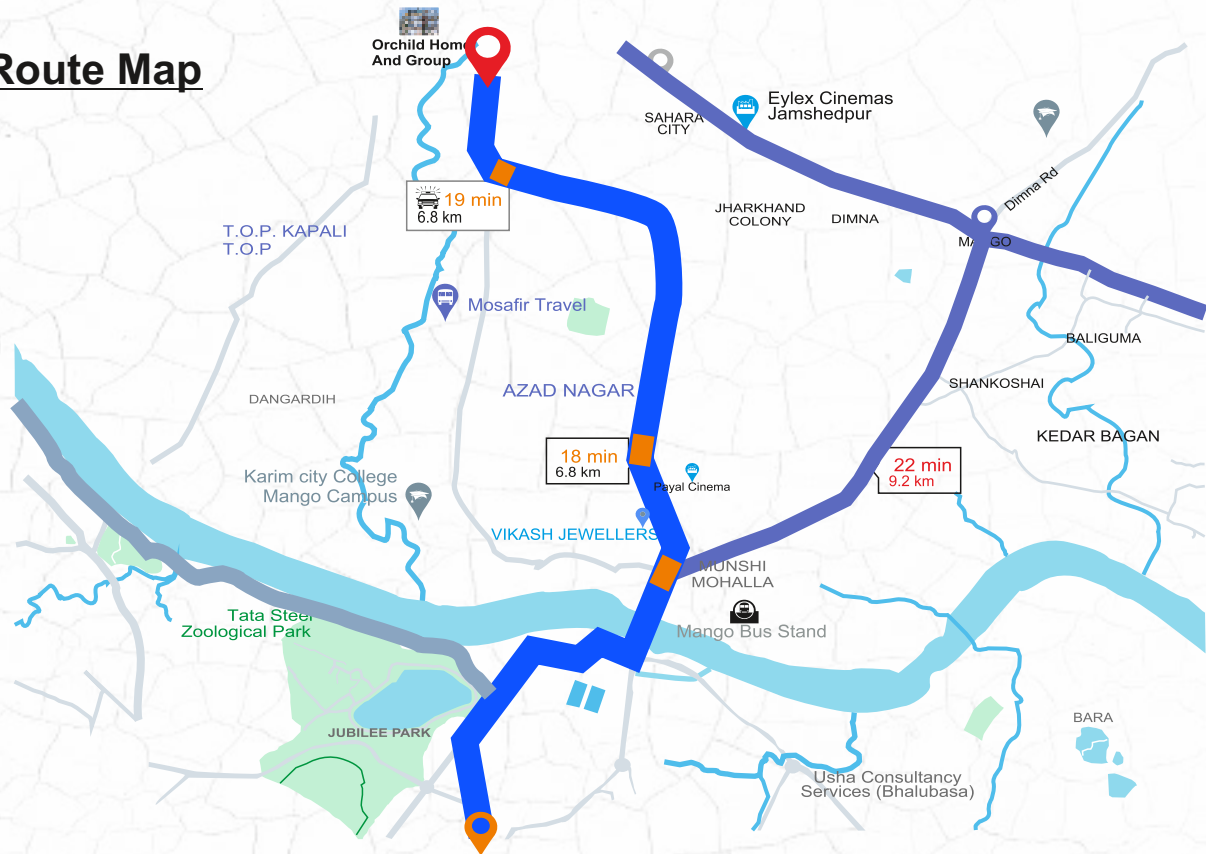 Route Map
Orchild Home
And Group
Eylex Cinemas
Jamshedpur
SAHARA
CITY
Dimna Rd
19 min
6.8 km
JHARKHAND
COLONY
DIMNA
T.O.P. KAPALI
T.O.P
MANGO
Mosafir Travel
BALIGUMA
AZAD NAGAR
SHANKOSHAI
DANGARDIH
KEDAR BAGAN
18 min
6.8 km
22 min
9.2 km
Karim city College
Mango Campus
Payal Cinema
VIKASH JEWELLERS
MUNSHI
MOHALLA
Tata Steel
Zoological Park
Mango Bus Stand
JUBILEE PARK
BARA
Usha Consultancy
Services (Bhalubasa)